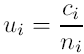 u_i = \frac{c_i}{n_i}